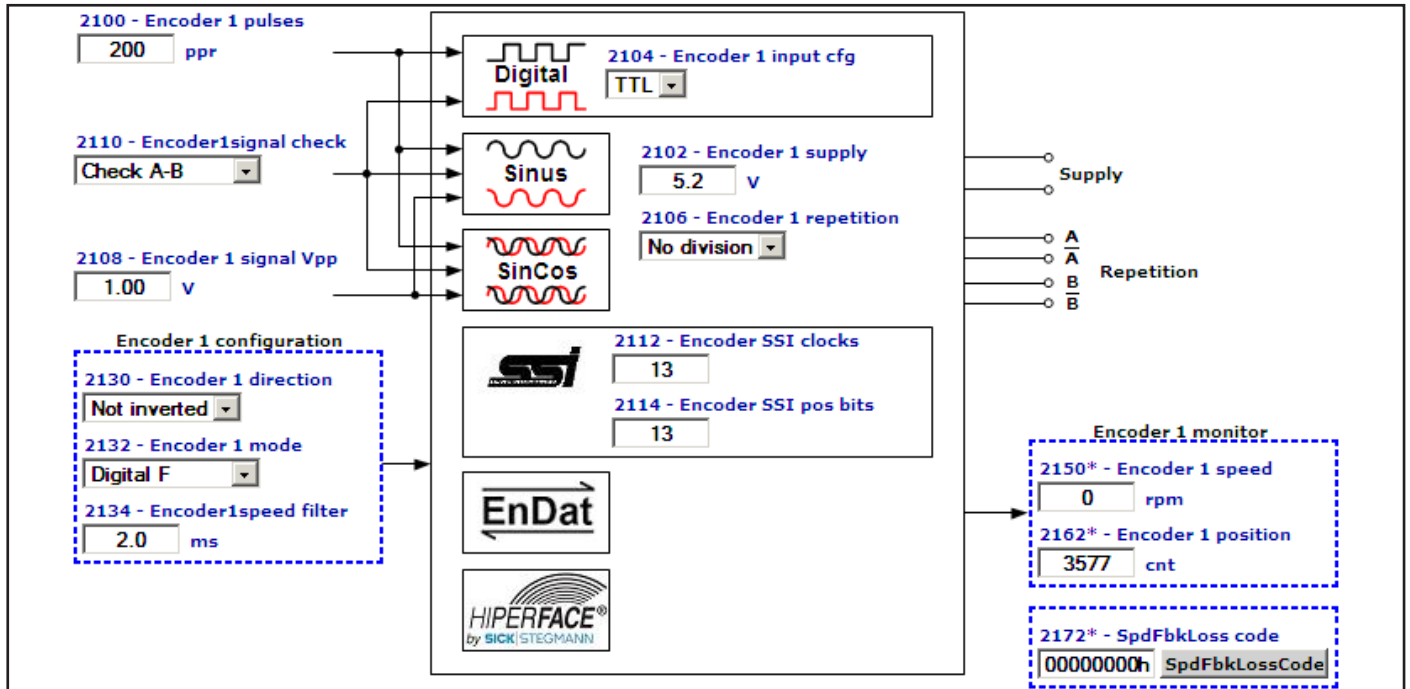 2100 - Encoder 1 pulses
200 ppr
2110 - Encoder1signal check
Check A-B
2108 - Encoder 1 signal Vpp
1.00 V
Encoder 1 configuration
2130 - Encoder 1 direction
Not inverted
2132 - Encoder 1 mode
Digital F
2134 - Encoder1speed filter
2.0 ms
Digital
2104 - Encoder 1 input cfg
TTL
Sinus
2102 - Encoder 1 supply
5.2 V
2106 - Encoder 1 repetition
No division
SinCos
SSI
2112 - Encoder SSI clocks
13
2114 - Encoder SSI pos bits
13
EnDat
HIPERFACE®
by SICK|STEGMANN
Supply
A
A
B
B
Repetition
Encoder 1 monitor
2150* - Encoder 1 speed
0 rpm
2162* - Encoder 1 position
3577 cnt
2172* - SpdFbkLoss code
00000000h SpdFbkLossCode